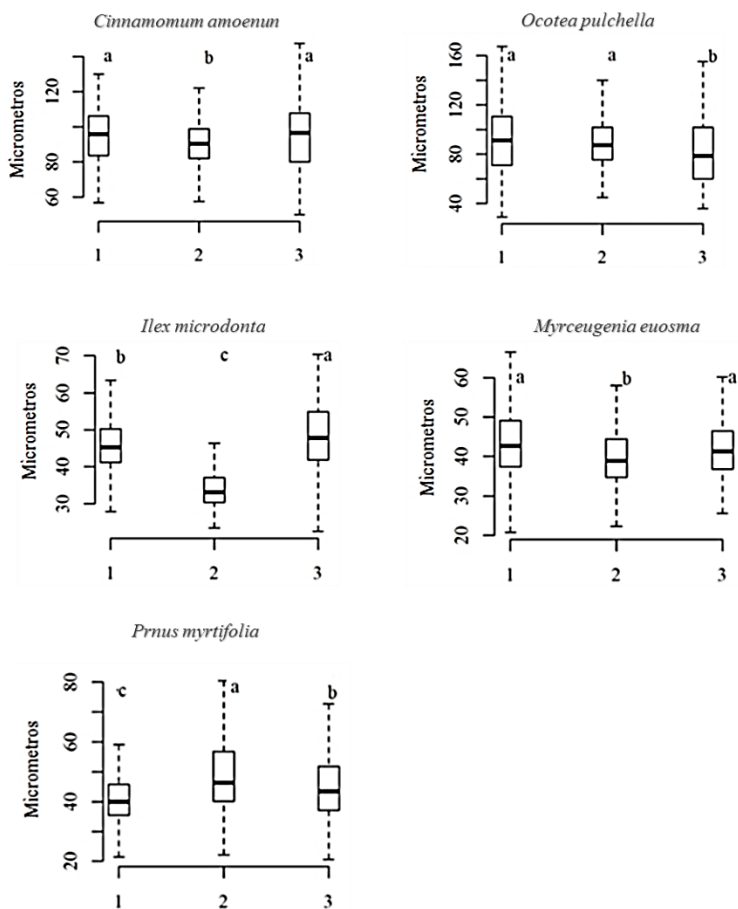 Cinnamomum amoenun
Micrometros
120
80
60
a
b
a
1
2
3
Ocotea pulchella
Micrometros
160
120
80
40
a
a
b
1
2
3
Ilex microdonta
Micrometros
70
60
50
40
30
b
c
a
1
2
3
Myrceugenia euosma
Micrometros
60
50
40
30
20
a
b
a
1
2
3
Prnus myrtifolia
Micrometros
80
60
40
20
c
a
b
1
2
3